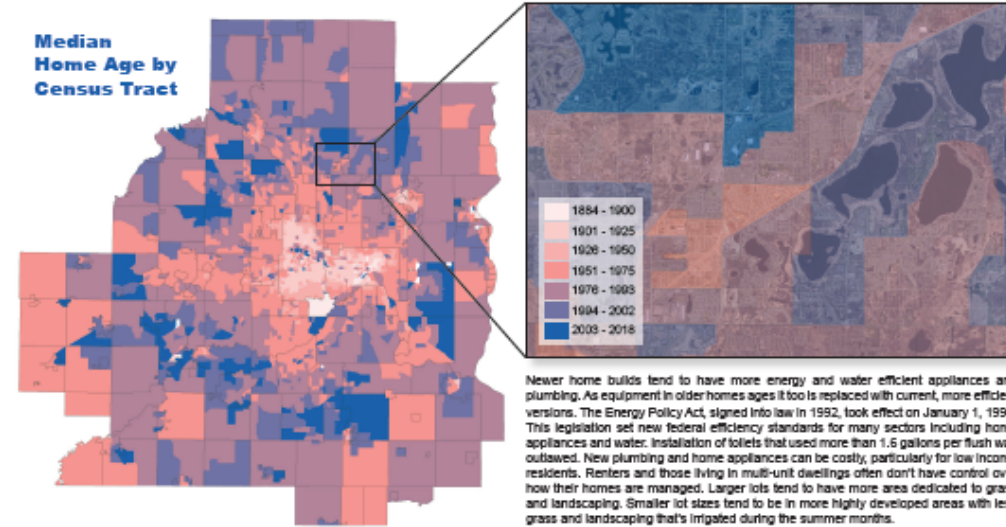 Median
Home Age by
Census Tract
1884 - 1900
1901 - 1925
1926 - 1950
1951 - 1975
1976 - 1993
1994 - 2002
2003 - 2018
Newer home builds tend to have more energy and water efficient appliances
plumbing. As equipment in older homes ages it too is replaced with current, more
versions. The Energy Policy Act, signed into law in 1992, took effect on January 1,
This legislation set new federal efficiency standards for many sectors including
appliances and water. Installation of toilets that used more than 1.6 gallons per flush
outlawed. New plumbing and home appliances can be costly, particularly for low
residents. Renters and those living in multi-unit dwellings often don't have control
how their homes are managed. Larger lots tend to have more area dedicated to
and landscaping. Smaller lot sizes tend to be in more highly developed areas with
grass and landscaping that's irrigated during the summer months.